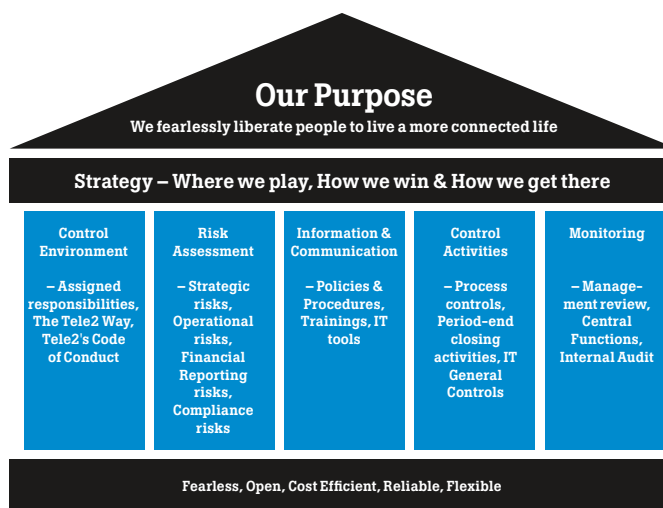 Our Purpose
We fearlessly liberate people to live a more connected life
Strategy – Where we play, How we win & How we get there
Control
Environment
– Assigned
responsibilities,
The Tele2 Way,
Tele2's Code
of Conduct
Risk
Assessment
– Strategic
risks,
Operational
risks,
Financial
Reporting
risks,
Compliance
risks
Information &
Communication
– Policies &
Procedures,
Trainings, IT
tools
Control
Activities
– Process
controls,
Period-end
closing
activities, IT
General
Controls
Monitoring
– Manage-
ment review,
Central
Functions,
Internal Audit
Fearless, Open, Cost Efficient, Reliable, Flexible